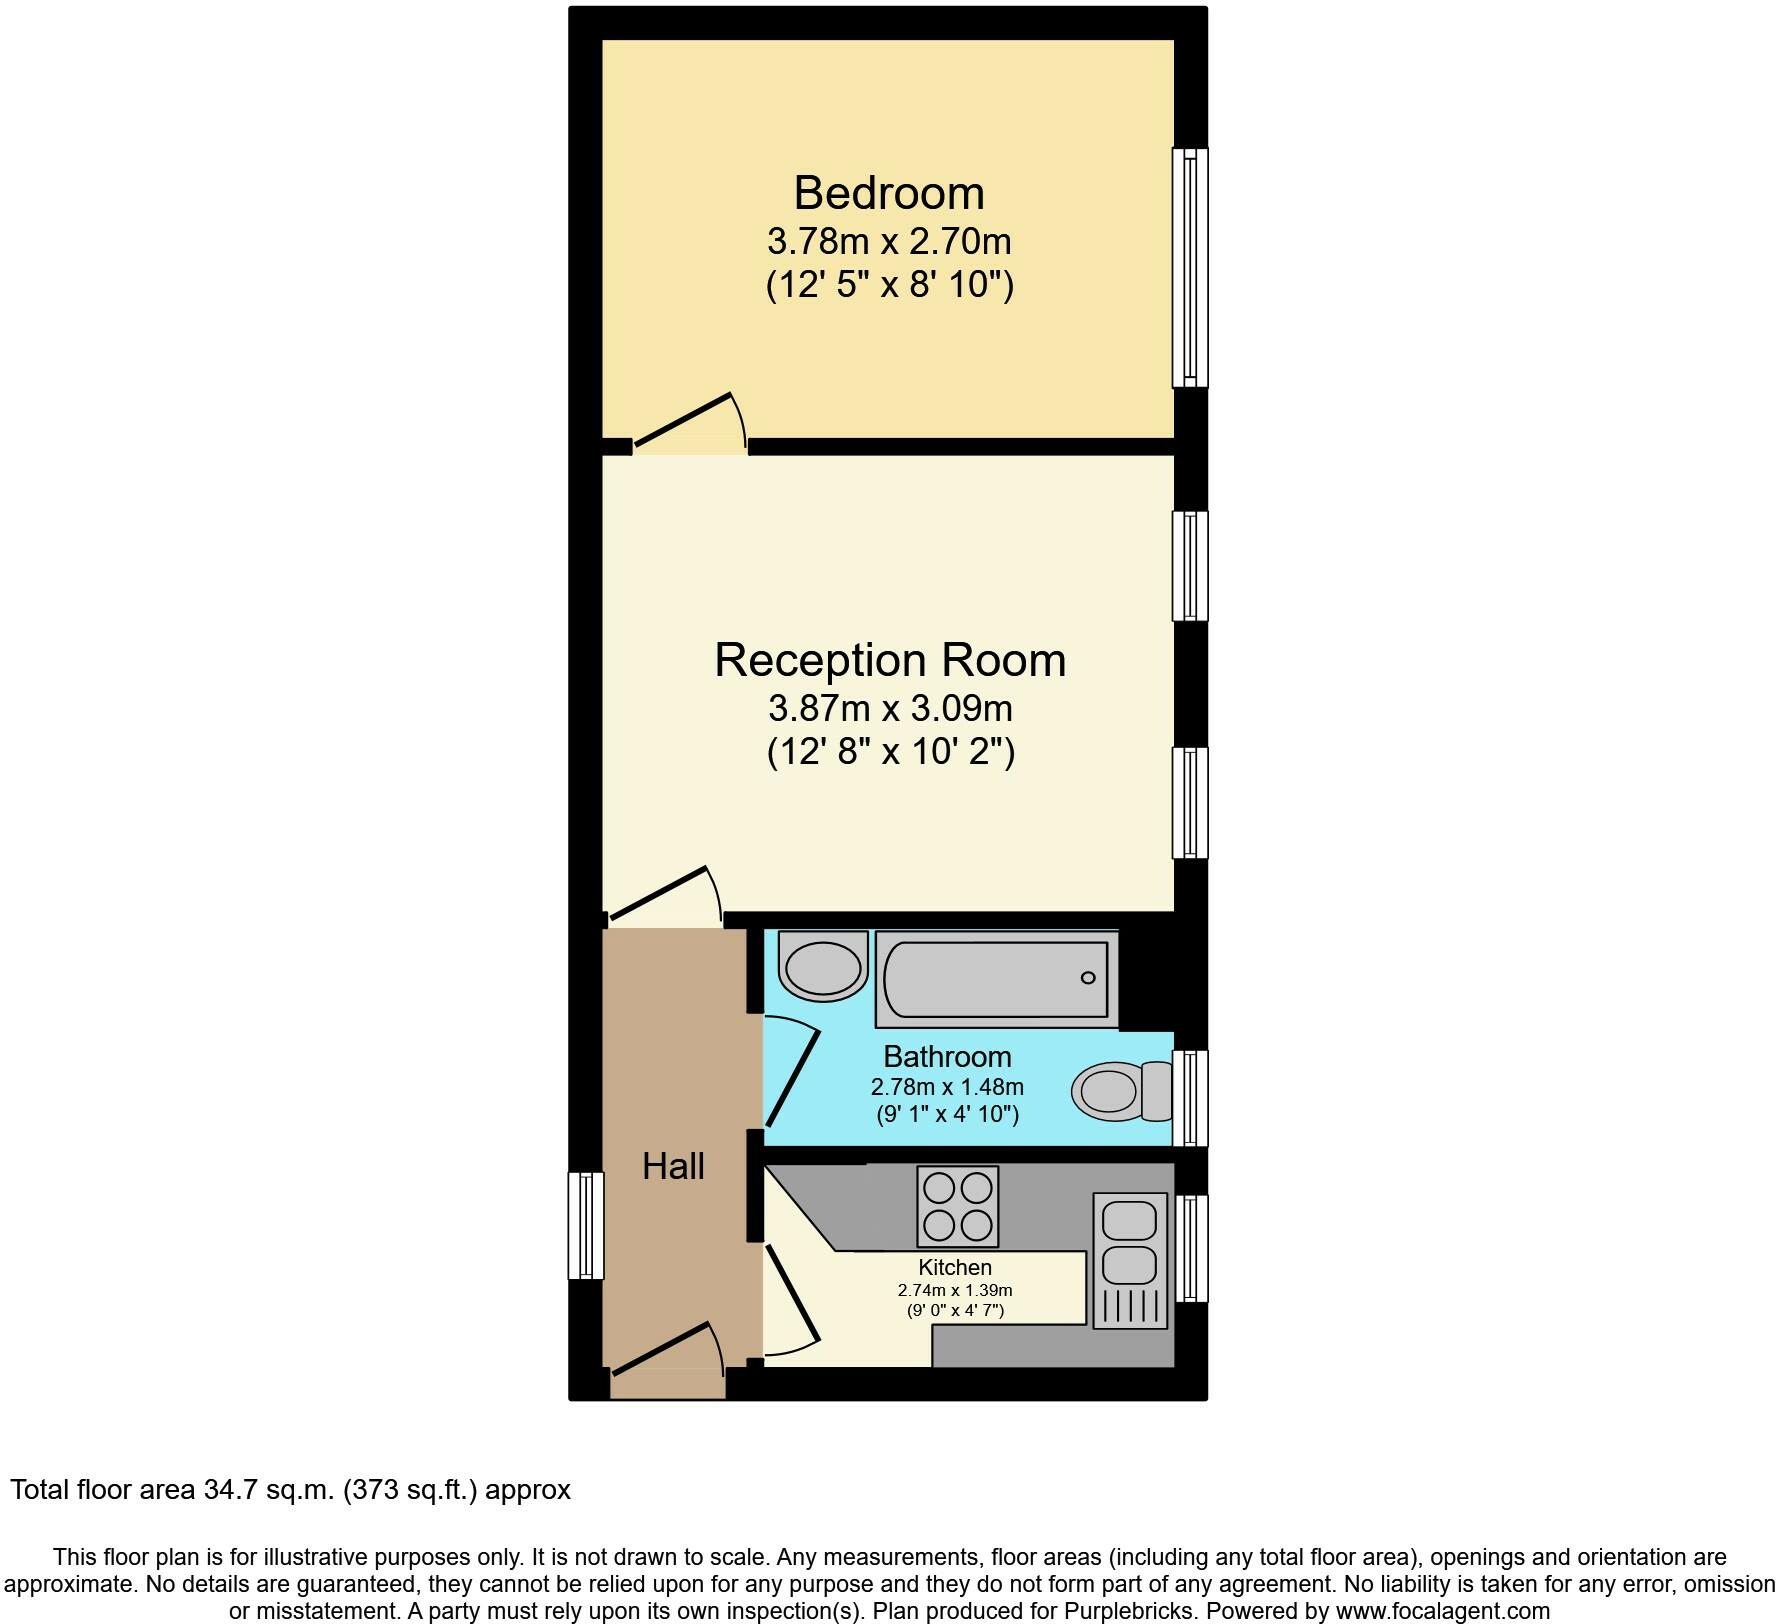 Bedroom
3.78m x 2.70m
(12' 5" x 8' 10")
Reception Room
3.87m x 3.09m
(12' 8" x 10' 2")
Bathroom
2.78m x 1.48m
(9' 1" x 4' 10")
Hall
Kitchen
2.74m x 1.39m
(9' 0" x 4' 7")
Total floor area 34.7 sq.m. (373 sq.ft.) approx
This floor plan is for illustrative purposes only. It is not drawn to scale. Any measurements, floor areas (including any total floor area), openings and orientation are
approximate. No details are guaranteed, they cannot be relied upon for any purpose and they do not form part of any agreement. No liability is taken for any error, omission
or misstatement. A party must rely upon its own inspection(s). Plan produced for Purplebricks. Powered by www.focalagent.com